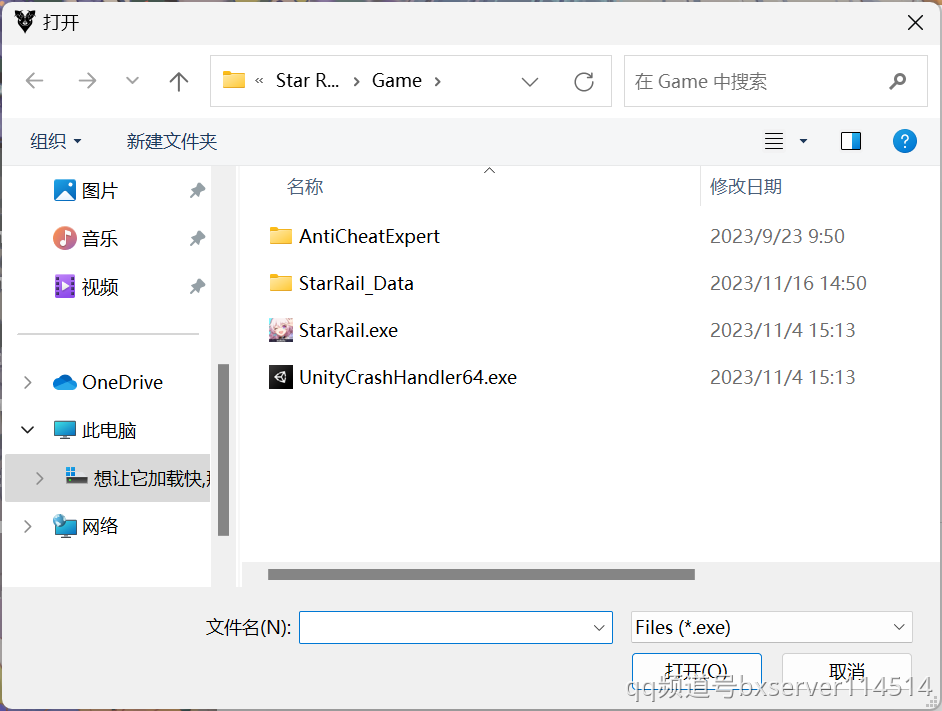 打开
« Star R... > Game >
在 Game 中搜索
组织
新建文件夹
?
图片
音乐
视频
OneDrive
此电脑
想让它加载快,
网络
名称
修改日期
AntiCheatExpert
2023/9/23 9:50
StarRail_Data
2023/11/16 14:50
StarRail.exe
2023/11/4 15:13
UnityCrashHandler64.exe
2023/11/4 15:13
文件名(N):
Files (*.exe)
打开(O)
取消
qq频道号bxserver114514